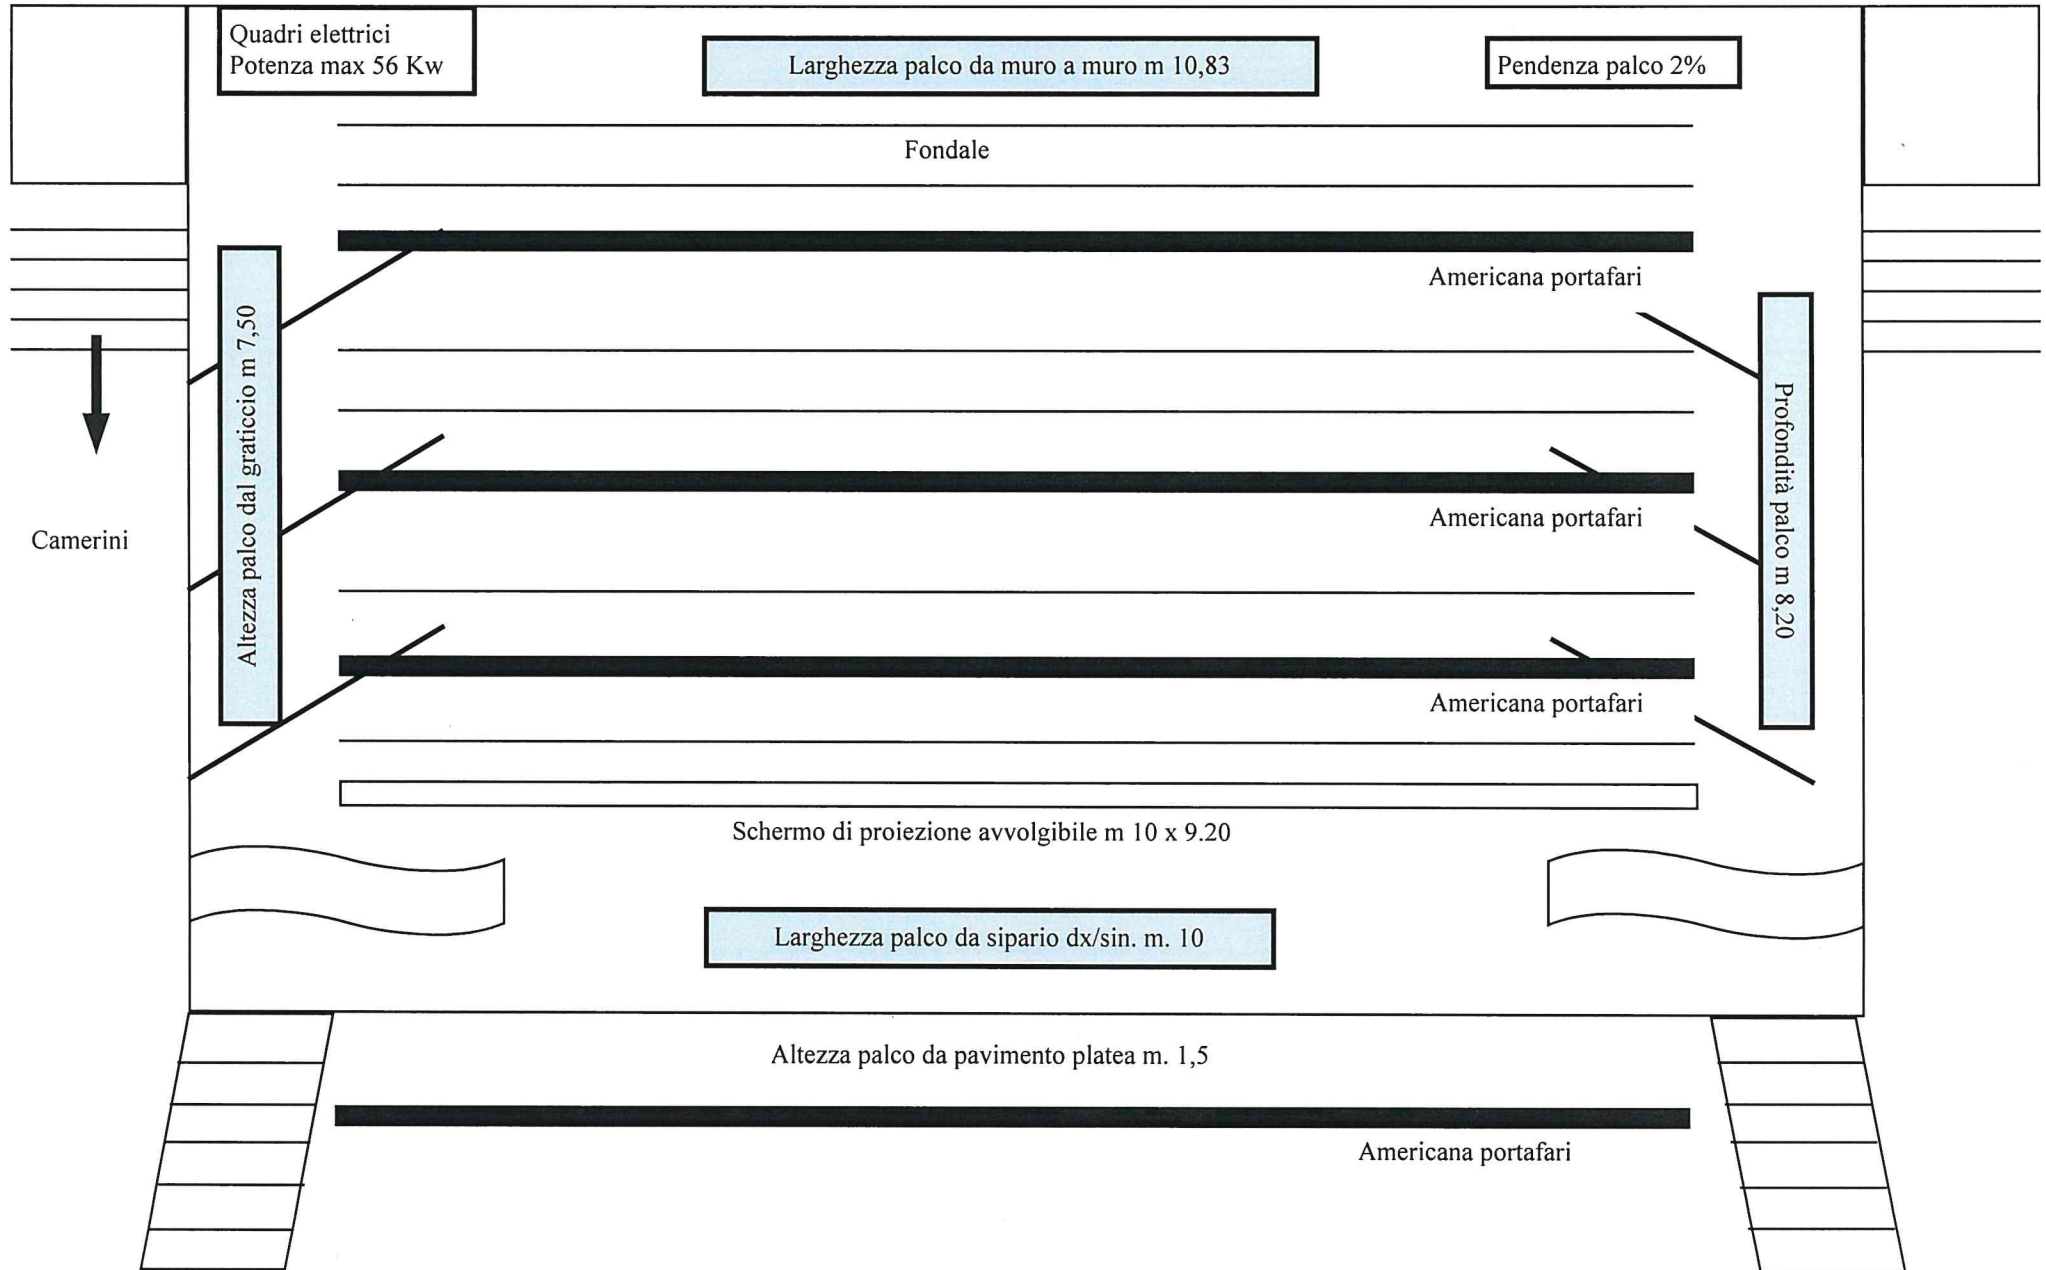 Quadri elettrici
Potenza max 56 Kw
Larghezza palco da muro a muro m 10,83
Pendenza palco 2%
Fondale
Americana portafari
Altezza palco dal graticcio m 7,50
Profondità palco m 8,20
Americana portafari
Camerini
Americana portafari
Schermo di proiezione avvolgibile m 10 x 9.20
Larghezza palco da sipario dx/sin. m. 10
Altezza palco da pavimento platea m. 1,5
Americana portafari